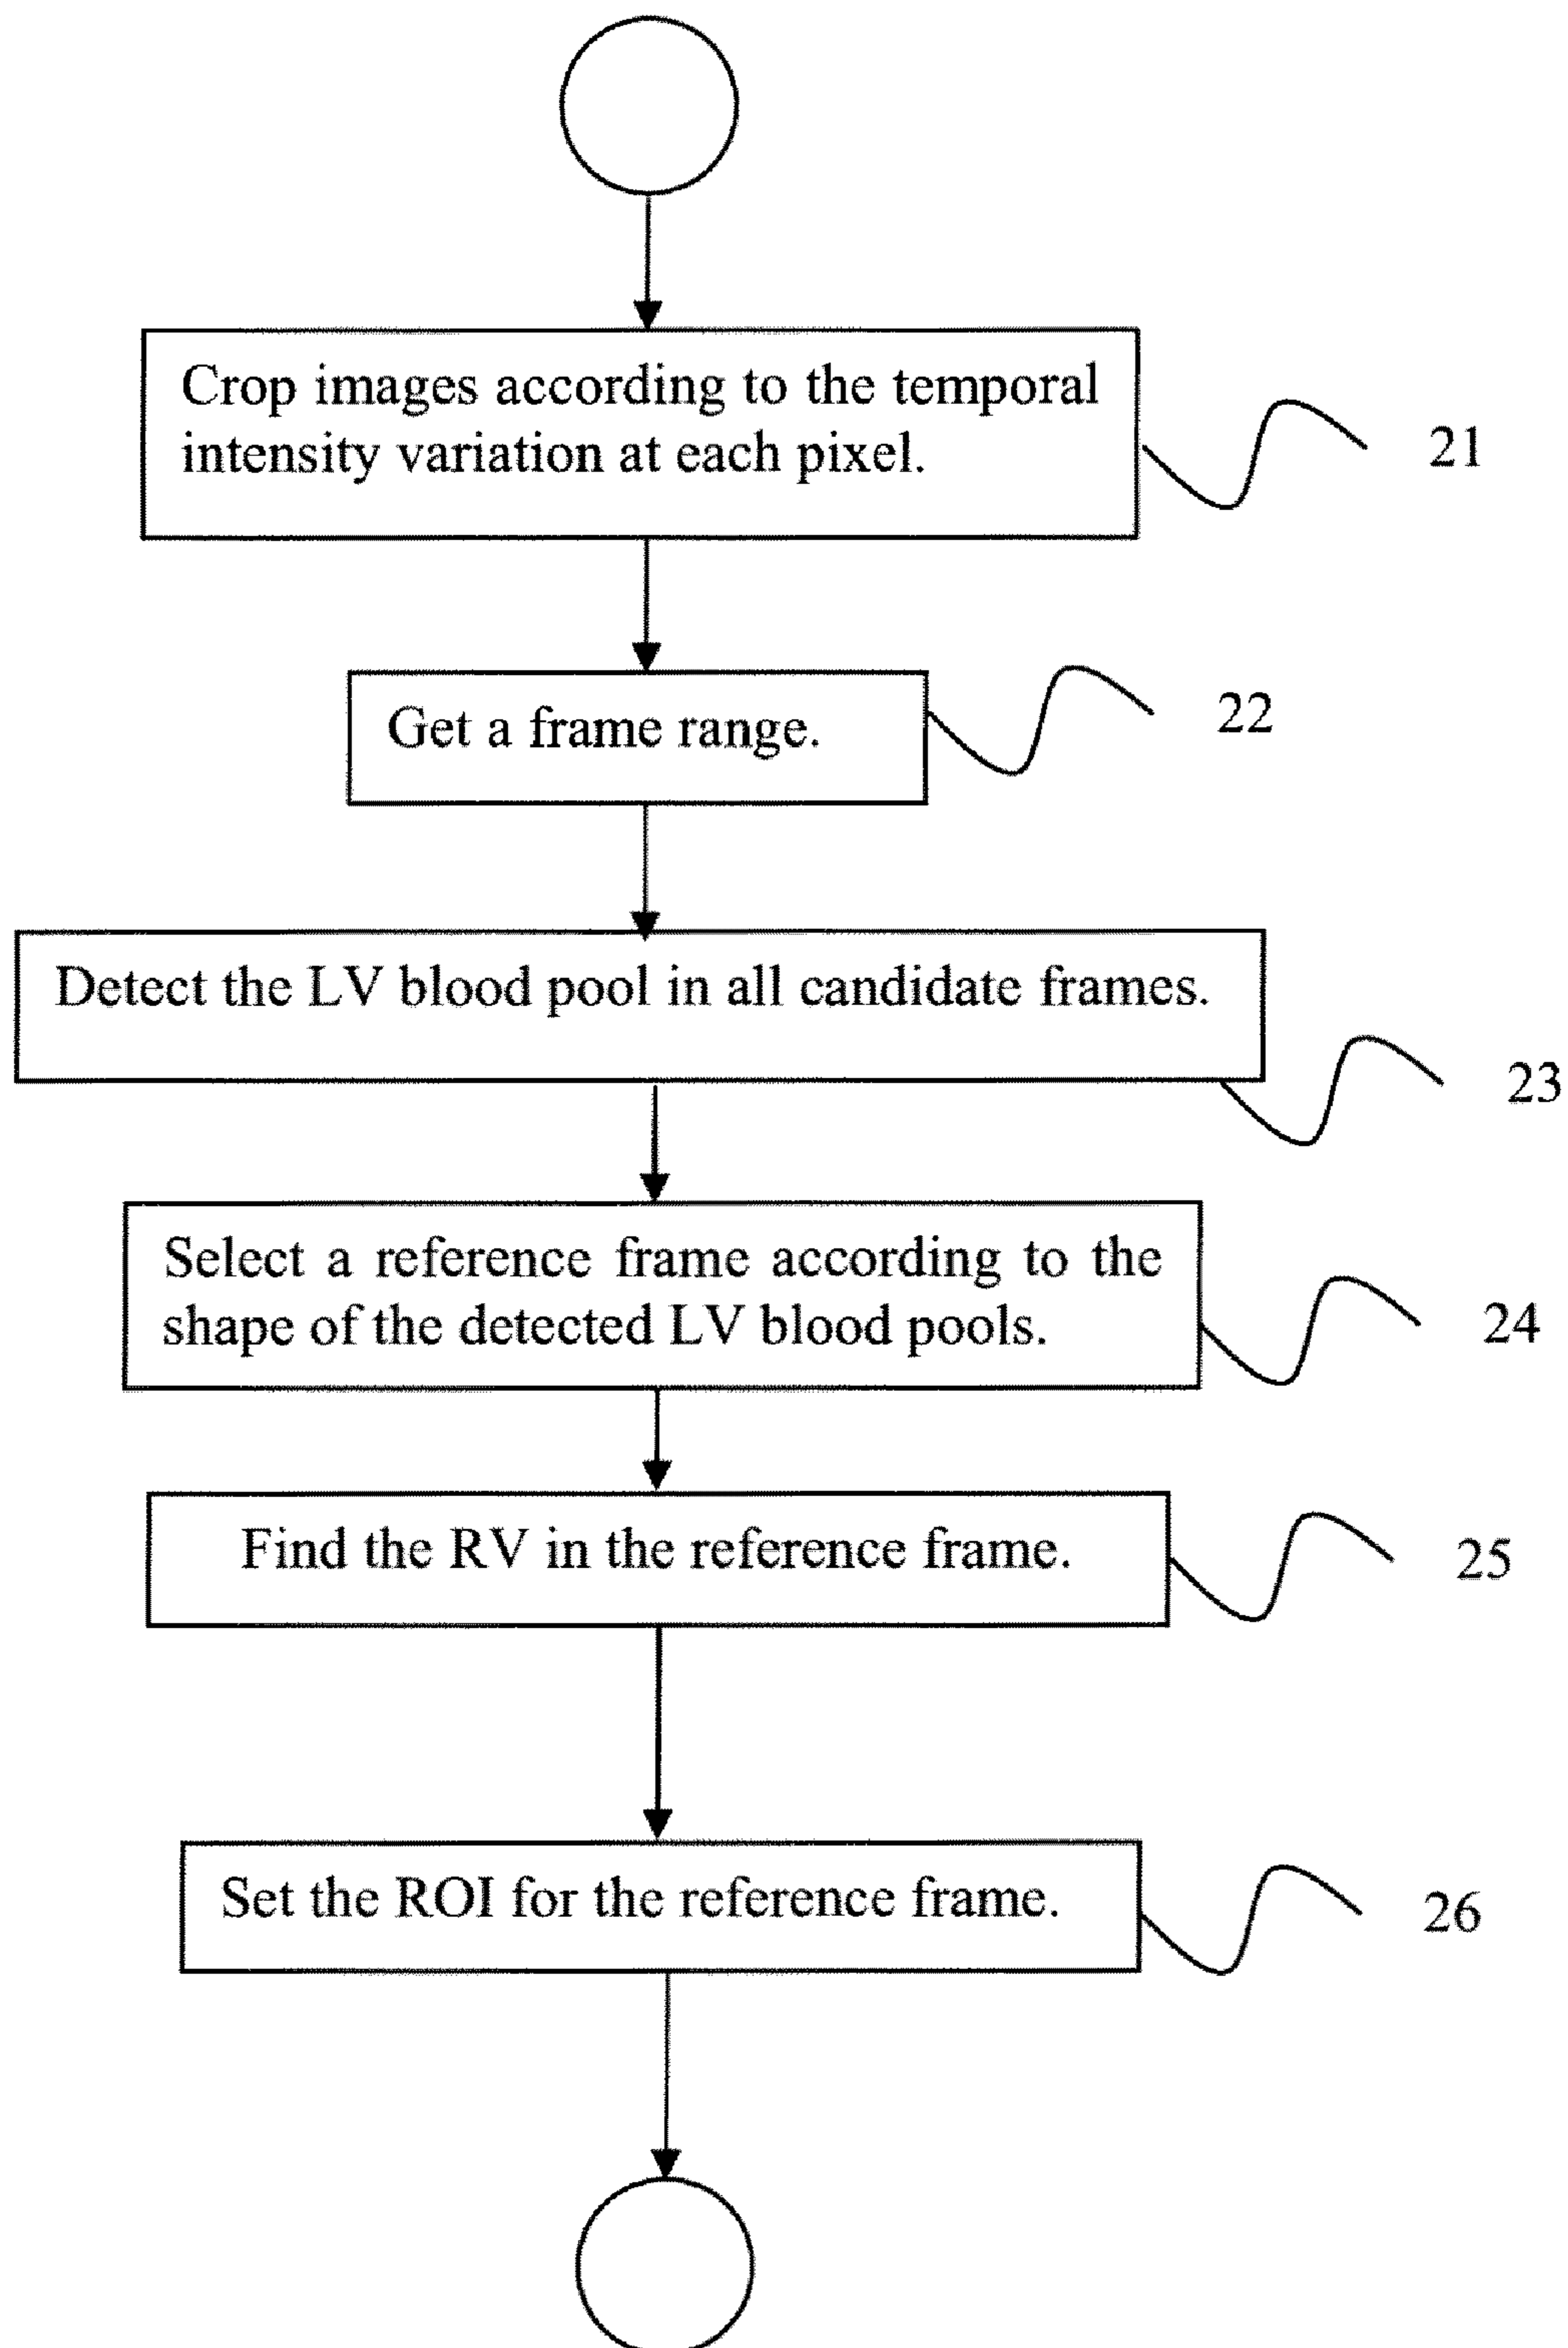 Crop images according to the temporal
intensity variation at each pixel.
21
Get a frame range.
22
Detect the LV blood pool in all candidate frames.
23
Select a reference frame according to the
shape of the detected LV blood pools.
24
Find the RV in the reference frame.
25
Set the ROI for the reference frame.
26